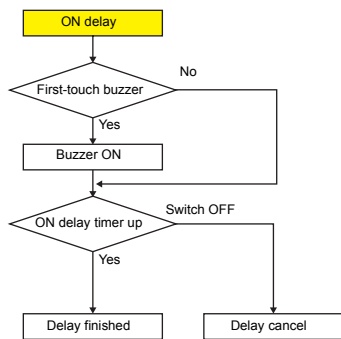 ON delay
No
First-touch buzzer
Yes
Buzzer ON
Switch OFF
ON delay timer up
Yes
Delay finished
Delay cancel